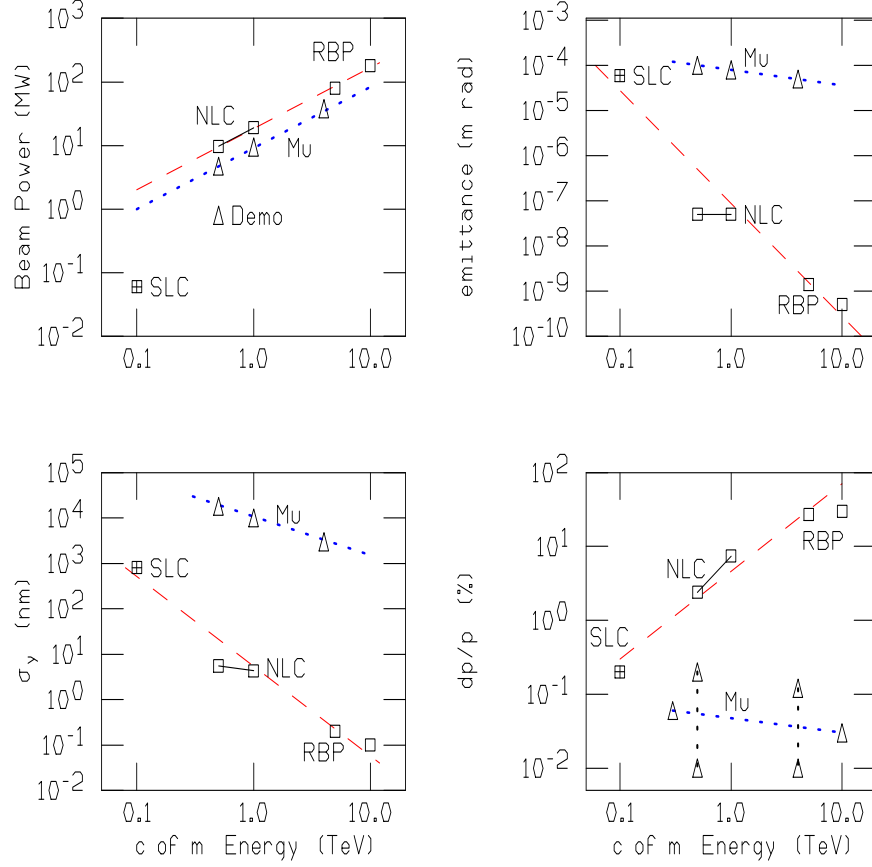 Beam Power (MW)
10^3
10^2
10^1
10^0
10^-1
10^-2
RBP
NLC
Mu
Demo
SLC
0.1 1.0 10.0
emittance (m rad)
10^-3
10^-4
10^-5
10^-6
10^-7
10^-8
10^-9
10^-10
SLC
Mu
NLC
RBP
0.1 1.0 10.0
σ_y (nm)
10^5
10^4
10^3
10^2
10^1
10^0
10^-1
10^-2
Mu
SLC
NLC
RBP
0.1 1.0 10.0
c of m Energy (TeV)
dp/p (%)
10^2
10^1
10^0
10^-1
10^-2
RBP
NLC
SLC
Mu
0.1 1.0 10.0
c of m Energy (TeV)